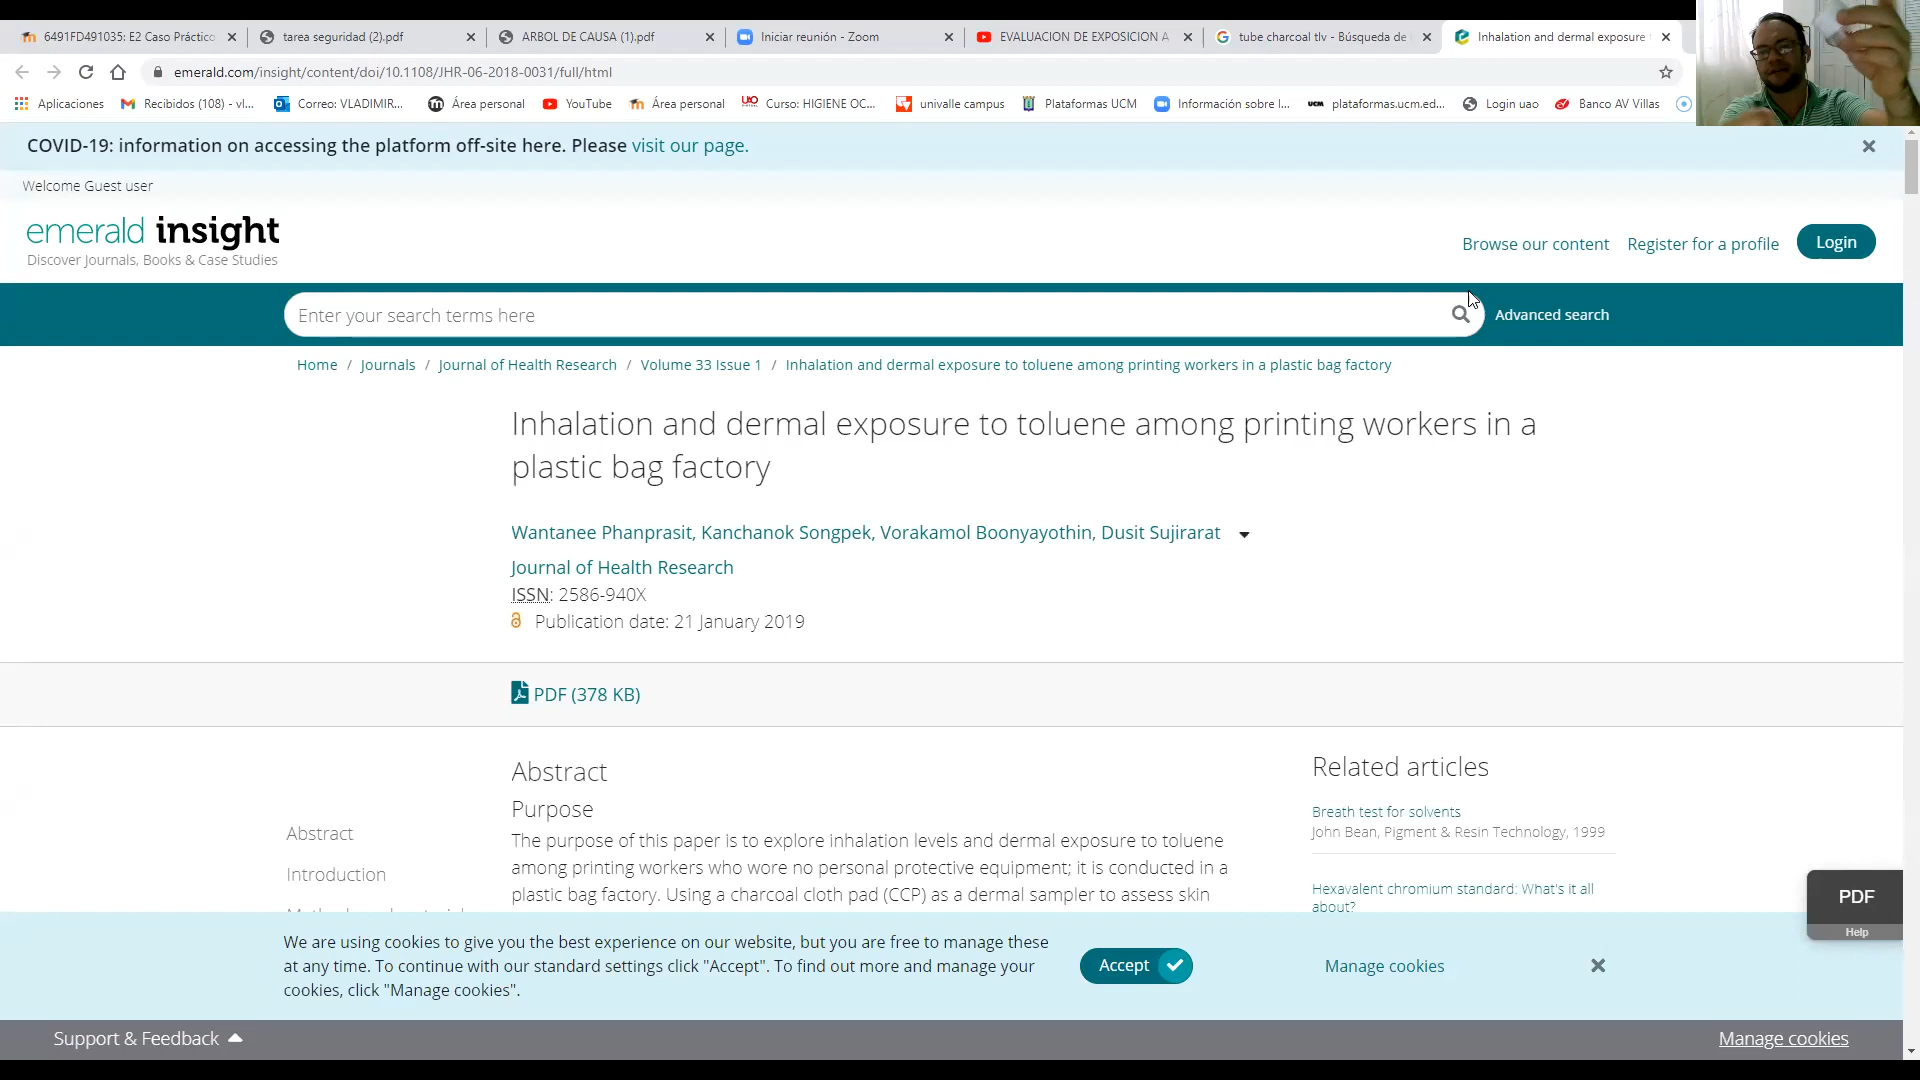 6491FD491035: E2 Caso Práctico
tarea seguridad (2).pdf
ARBOL DE CAUSA (1).pdf
Iniciar reunión - Zoom
EVALUACION DE EXPOSICION A
tube charcoal tlv - Búsqueda de
Inhalation and dermal exposure
emerald.com/insight/content/doi/10.1108/JHR-06-2018-0031/full/html
Aplicaciones
Recibidos (108) - vl...
Correo: VLADIMIR...
Área personal
YouTube
Área personal
Curso: HIGIENE OC...
univalle campus
Plataformas UCM
Información sobre l...
plataformas.ucm.ed...
Login uao
Banco AV Villas
COVID-19: information on accessing the platform off-site here. Please visit our page.
Welcome Guest user
emerald insight
Discover Journals, Books & Case Studies
Browse our content
Register for a profile
Login
Enter your search terms here
Advanced search
Home / Journals / Journal of Health Research / Volume 33 Issue 1 / Inhalation and dermal exposure to toluene among printing workers in a plastic bag factory
Inhalation and dermal exposure to toluene among printing workers in a
plastic bag factory
Wantanee Phanprasit, Kanchanok Songpek, Vorakamol Boonyayothin, Dusit Sujirarat
Journal of Health Research
ISSN: 2586-940X
Publication date: 21 January 2019
PDF (378 KB)
Abstract
Introduction
Abstract
Purpose
The purpose of this paper is to explore inhalation levels and dermal exposure to toluene
among printing workers who wore no personal protective equipment; it is conducted in a
plastic bag factory. Using a charcoal cloth pad (CCP) as a dermal sampler to assess skin
Related articles
Breath test for solvents
John Bean, Pigment & Resin Technology, 1999
Hexavalent chromium standard: What's it all
about?
PDF
Help
We are using cookies to give you the best experience on our website, but you are free to manage these
at any time. To continue with our standard settings click "Accept". To find out more and manage your
cookies, click "Manage cookies".
Accept
Manage cookies
Support & Feedback
Manage cookies